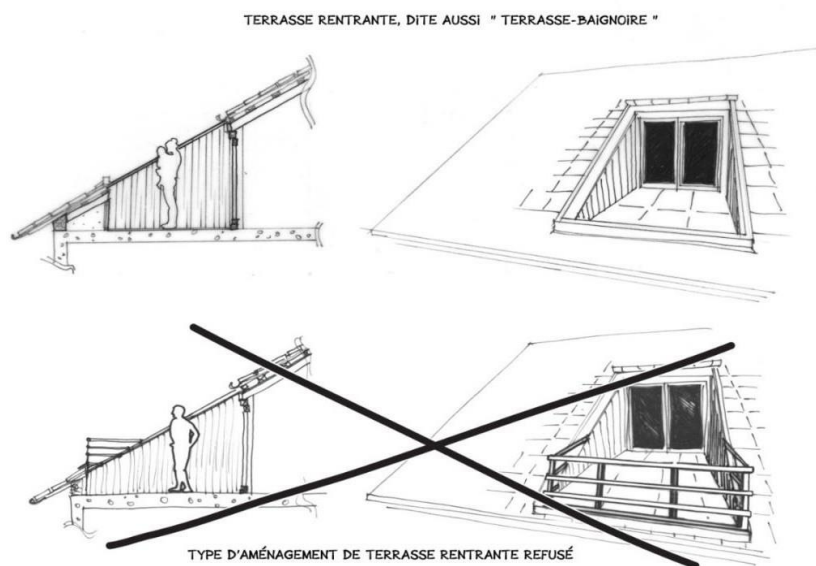 TERRASSE RENTRANTE, DITE AUSSI " TERRASSE-BAIGNOIRE "
TYPE D'AMÉNAGEMENT DE TERRASSE RENTRANTE REFUSÉ